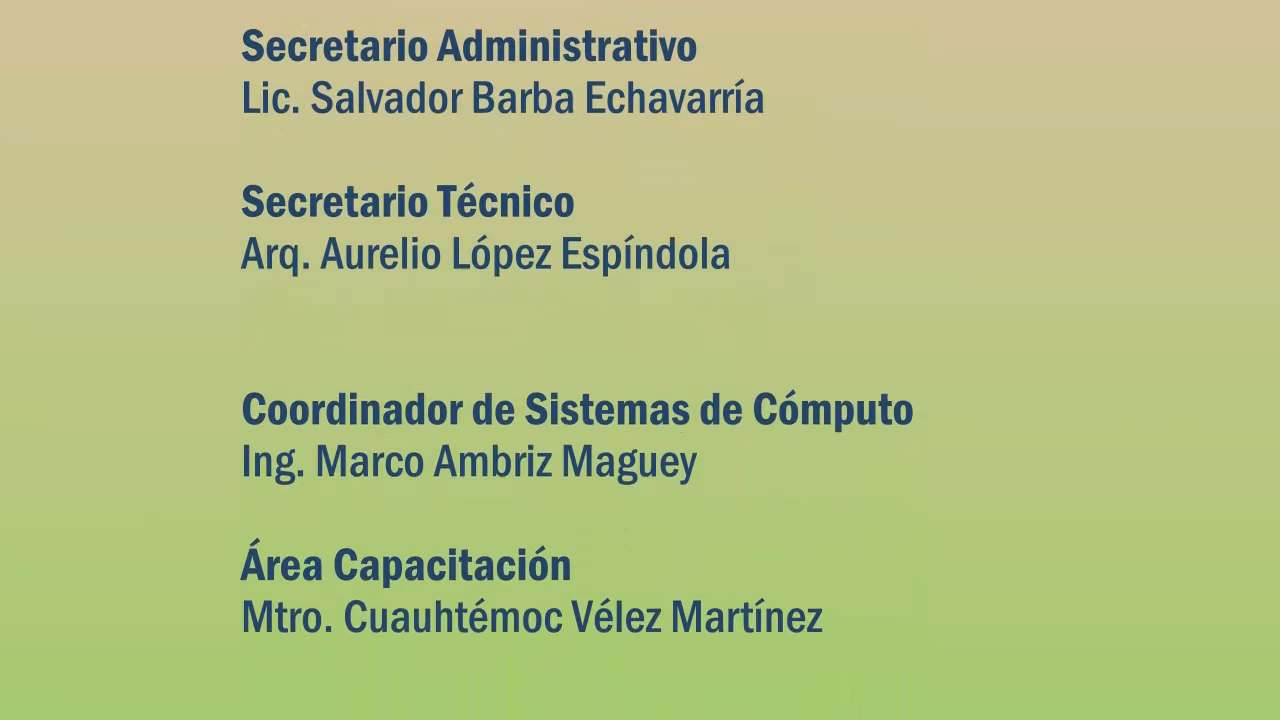 Secretario Administrativo
Lic. Salvador Barba Echavarría
Secretario Técnico
Arq. Aurelio López Espíndola
Coordinador de Sistemas de Cómputo
Ing. Marco Ambriz Maguey
Área Capacitación
Mtro. Cuauhtémoc Vélez Martínez